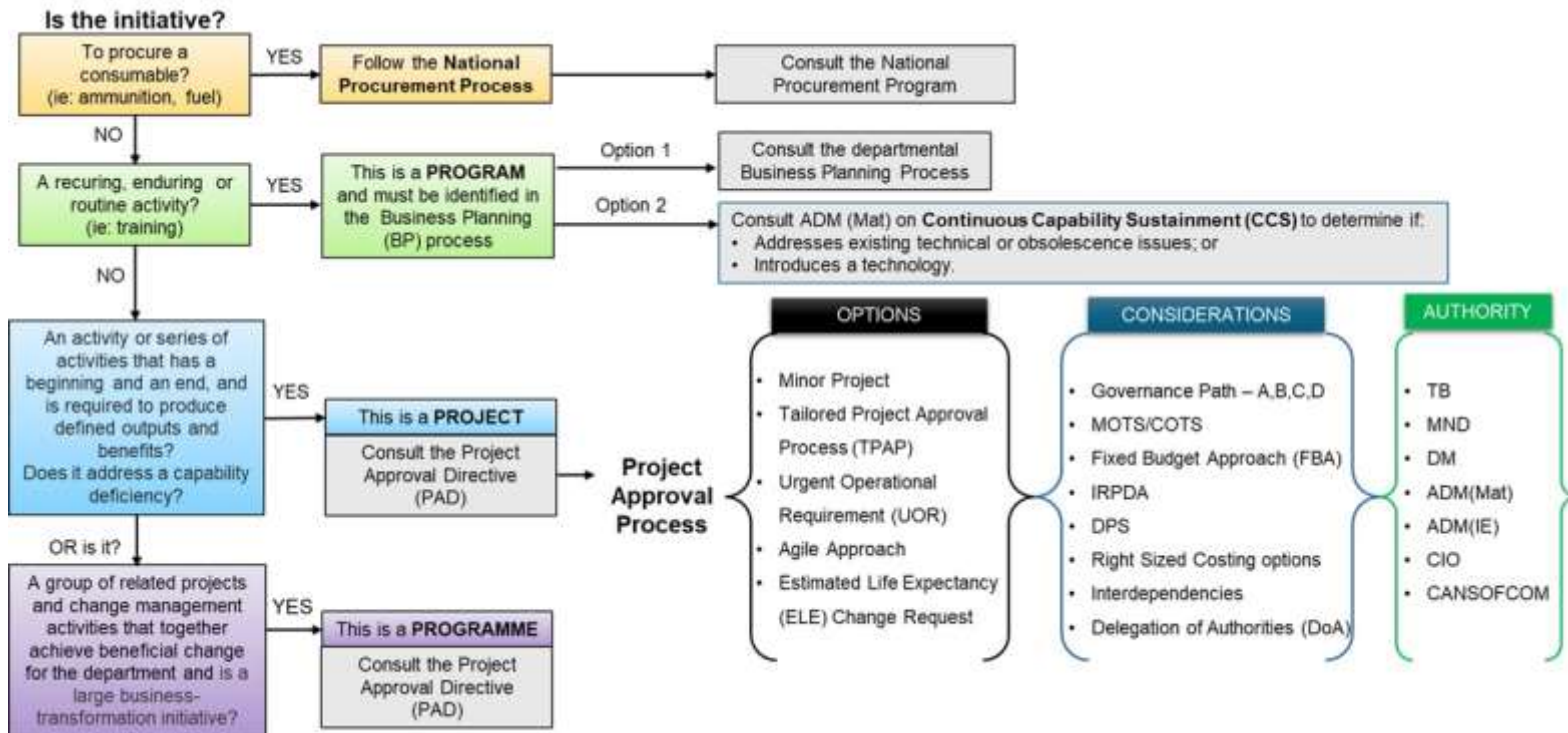 Is the initiative?
To procure a
consumable?
(ie: ammunition, fuel)
YES
Follow the National
Procurement Process
Consult the National
Procurement Program
NO
A recuring, enduring or
routine activity?
(ie: training)
YES
This is a PROGRAM
and must be identified in
the Business Planning
(BP) process
Option 1
Consult the departmental
Business Planning Process
Option 2
Consult ADM (Mat) on Continuous Capability Sustainment (CCS) to determine if:
• Addresses existing technical or obsolescence issues; or
• Introduces a technology.
NO
An activity or series of
activities that has a
beginning and an end, and
is required to produce
defined outputs and
benefits?
Does it address a capability
deficiency?
YES
This is a PROJECT
Consult the Project
Approval Directive
(PAD)
Project
Approval
Process
OPTIONS
• Minor Project
• Tailored Project Approval
Process (TPAP)
• Urgent Operational
Requirement (UOR)
• Agile Approach
• Estimated Life Expectancy
(ELE) Change Request
CONSIDERATIONS
• Governance Path – A,B,C,D
• MOTS/COTS
• Fixed Budget Approach (FBA)
• IRPDA
• DPS
• Right Sized Costing options
• Interdependencies
• Delegation of Authorities (DoA)
AUTHORITY
• TB
• MND
• DM
• ADM(Mat)
• ADM(IE)
• CIO
• CANSOFCOM
OR is it?
A group of related projects
and change management
activities that together
achieve beneficial change
for the department and is a
large business-
transformation initiative?
YES
This is a PROGRAMME
Consult the Project
Approval Directive
(PAD)